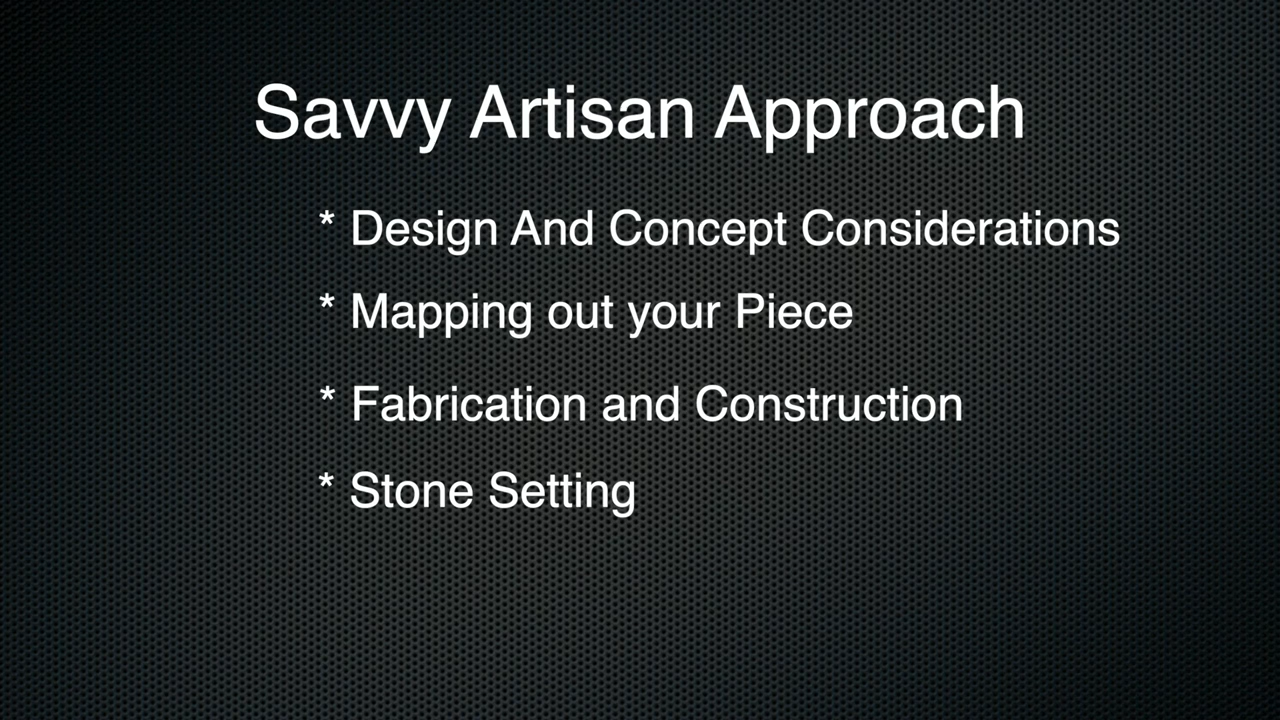 Savvy Artisan Approach
* Design And Concept Considerations
* Mapping out your Piece
* Fabrication and Construction
* Stone Setting